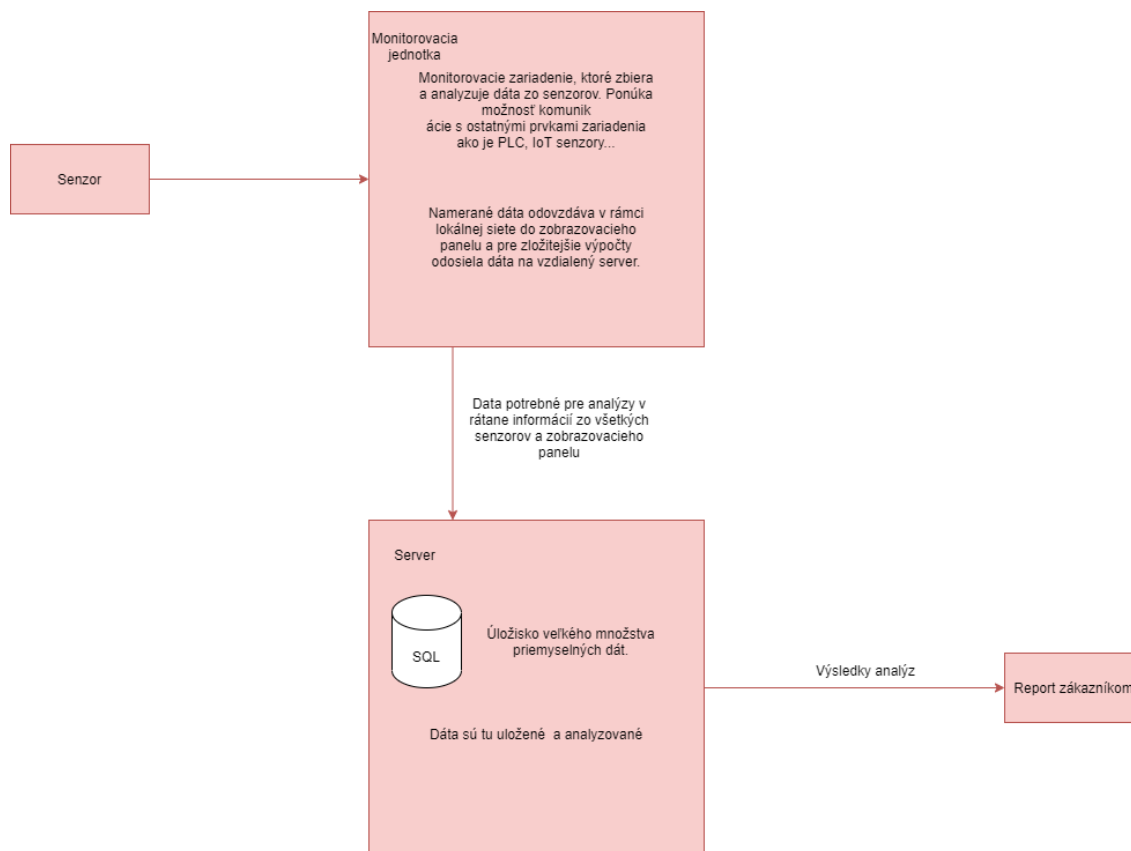 Monitorovacia
jednotka
Monitorovacie zariadenie, ktoré zbiera
a analyzuje dáta zo senzorov. Ponúka
možnosť komunik
ácie s ostatnými prvkami zariadenia
ako je PLC, IoT senzory...
Senzor
Namerané dáta odovzdáva v rámci
lokálnej siete do zobrazovacieho
panelu a pre zložitejšie výpočty
odosiela dáta na vzdialený server.
Data potrebné pre analýzy v
rátane informácií zo všetkých
senzorov a zobrazovacieho
panelu
Server
SQL
Úložisko veľkého množstva
priemyselných dát.
Výsledky analýz
Report zákazníkom
Dáta sú tu uložené  a analyzované